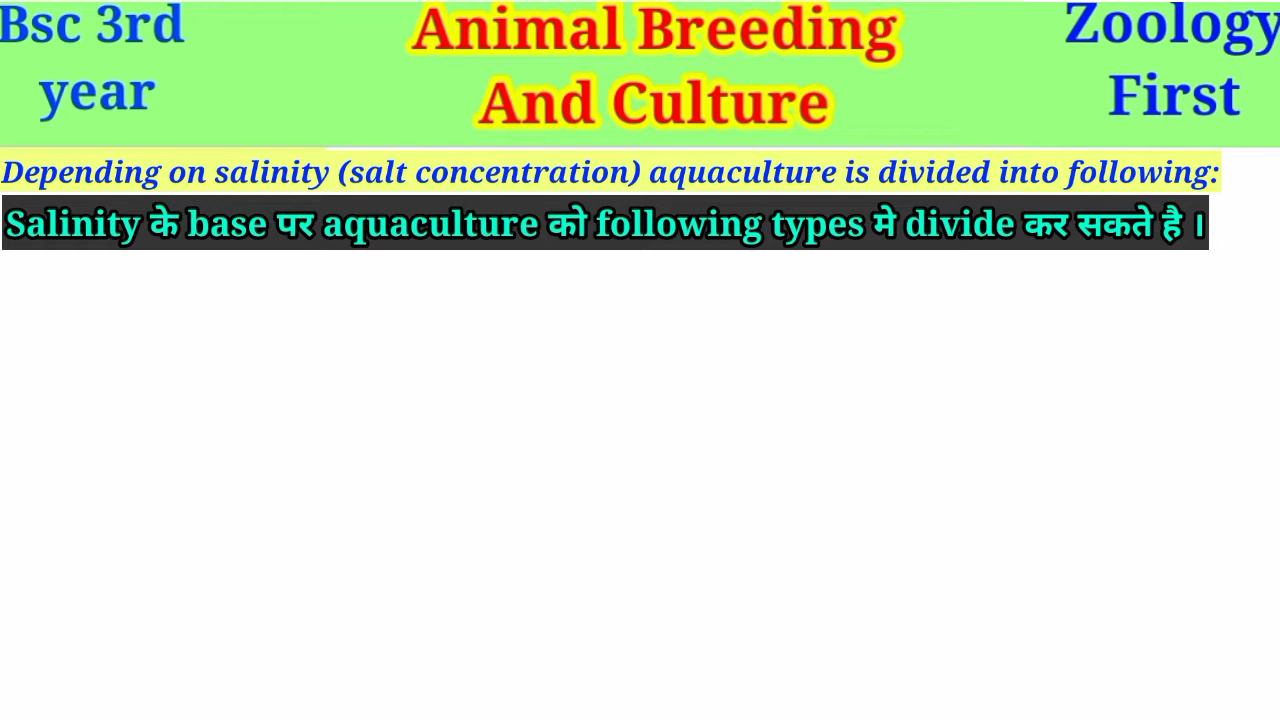 Bsc 3rd
year
Animal Breeding
And Culture
Zoology
First
Depending on salinity (salt concentration) aquaculture is divided into following:
Salinity के base पर aquaculture को following types मे divide कर सकते है ।